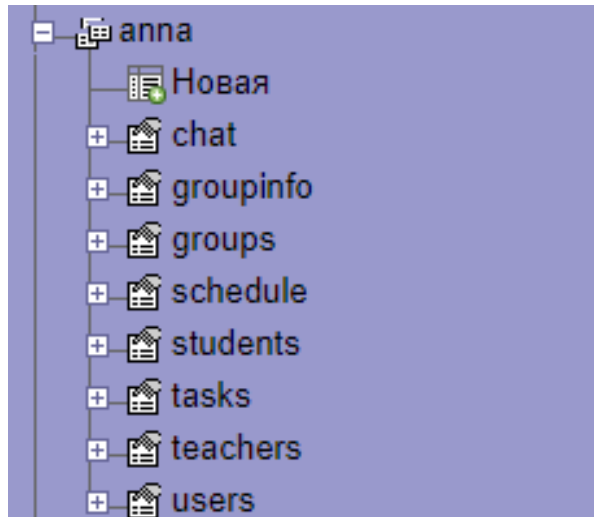 anna
Новая
chat
groupinfo
groups
schedule
students
tasks
teachers
users